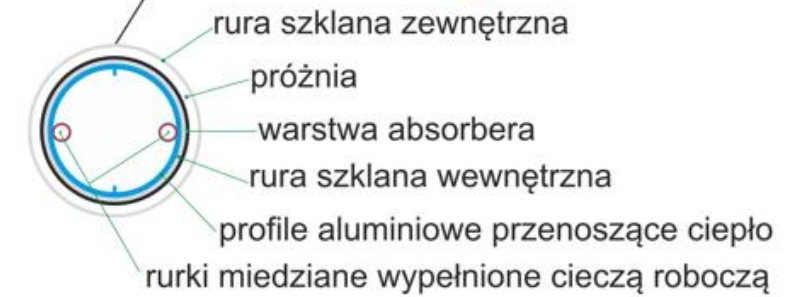 rura szklana zewnętrzna
próżnia
warstwa absorbera
rura szklana wewnętrzna
profile aluminiowe przenoszące ciepło
rurki miedziane wypełnione cieczą roboczą